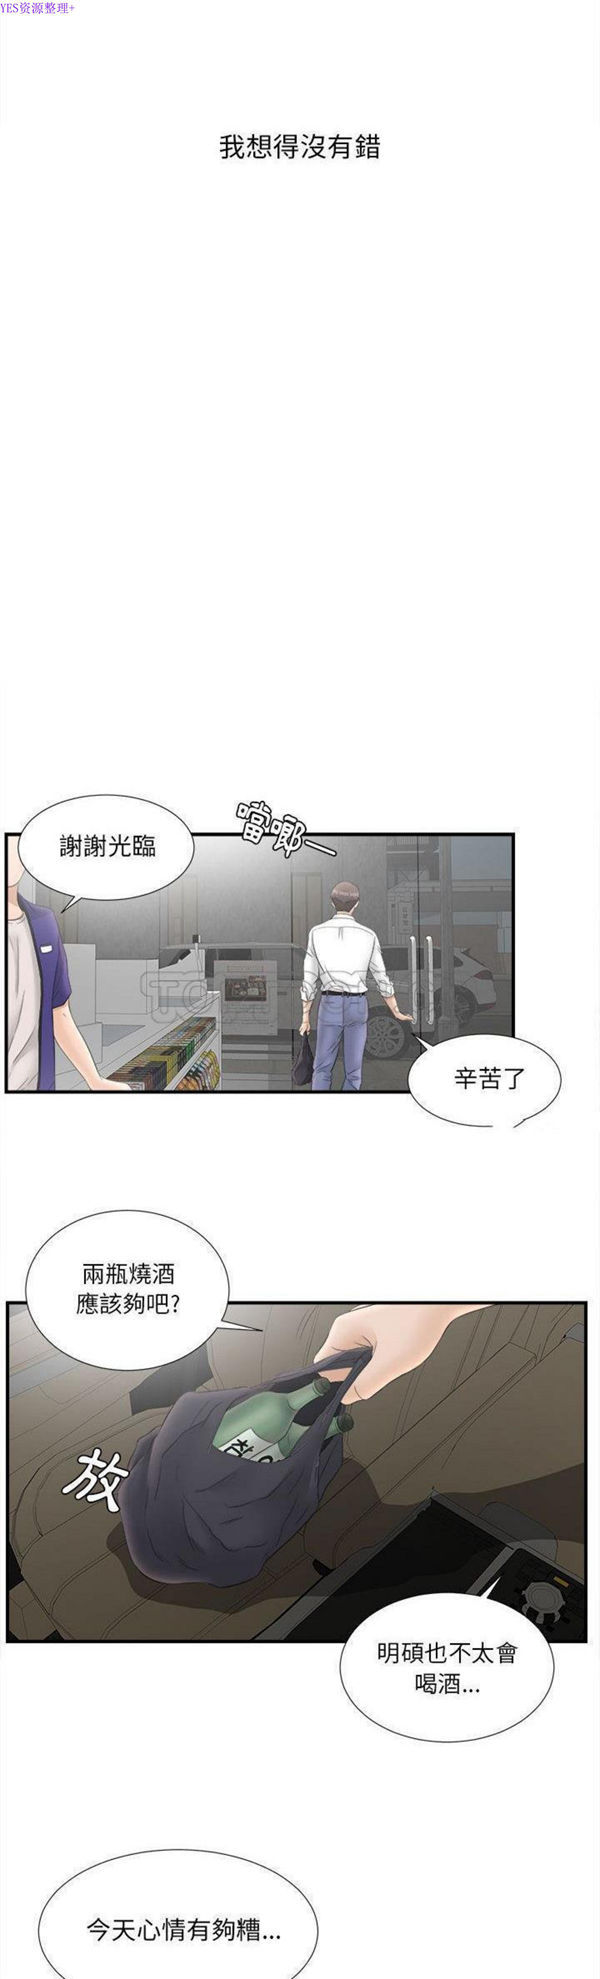 YES资源整理+
我想得沒有錯
噹啷—
謝謝光臨
辛苦了
兩瓶燒酒
應該夠吧?
放
明碩也不太會
喝酒...
今天心情有夠糟...